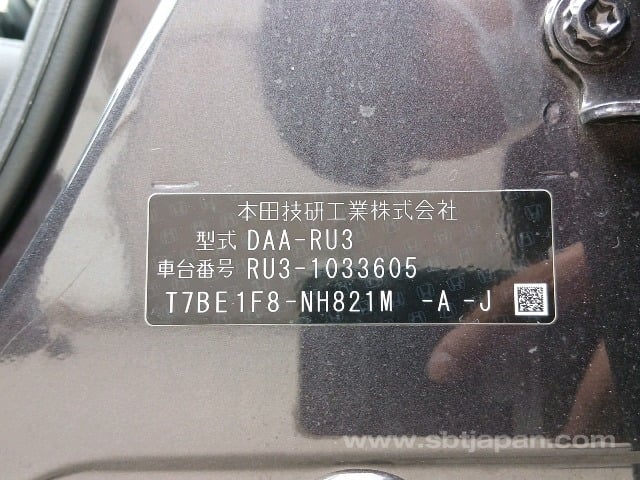 本田技研工業株式会社
型式 DAA-RU3
車台番号 RU3-1033605
T7BE1F8-NH821M -A-J
www.sbtjapan.com